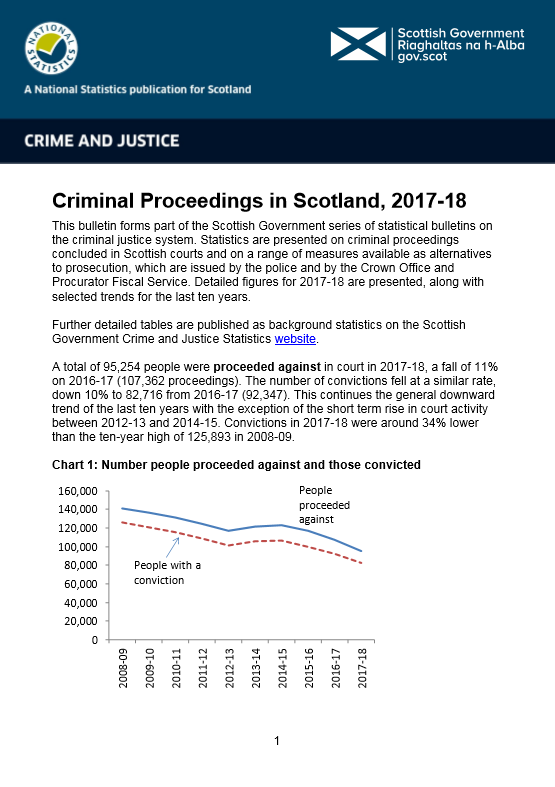 NATIONAL STATISTICS
Scottish Government
Riaghaltas na h-Alba
gov.scot
A National Statistics publication for Scotland
CRIME AND JUSTICE
Criminal Proceedings in Scotland, 2017-18
This bulletin forms part of the Scottish Government series of statistical bulletins on
the criminal justice system. Statistics are presented on criminal proceedings
concluded in Scottish courts and on a range of measures available as alternatives
to prosecution, which are issued by the police and by the Crown Office and
Procurator Fiscal Service. Detailed figures for 2017-18 are presented, along with
selected trends for the last ten years.
Further detailed tables are published as background statistics on the Scottish
Government Crime and Justice Statistics website.
A total of 95,254 people were proceeded against in court in 2017-18, a fall of 11%
on 2016-17 (107,362 proceedings). The number of convictions fell at a similar rate,
down 10% to 82,716 from 2016-17 (92,347). This continues the general downward
trend of the last ten years with the exception of the short term rise in court activity
between 2012-13 and 2014-15. Convictions in 2017-18 were around 34% lower
than the ten-year high of 125,893 in 2008-09.
Chart 1: Number people proceeded against and those convicted
160,000
140,000
120,000
100,000
80,000
60,000
40,000
20,000
0
People
proceeded
against
People with a
conviction
2008-09
2009-10
2010-11
2011-12
2012-13
2013-14
2014-15
2015-16
2016-17
2017-18
1